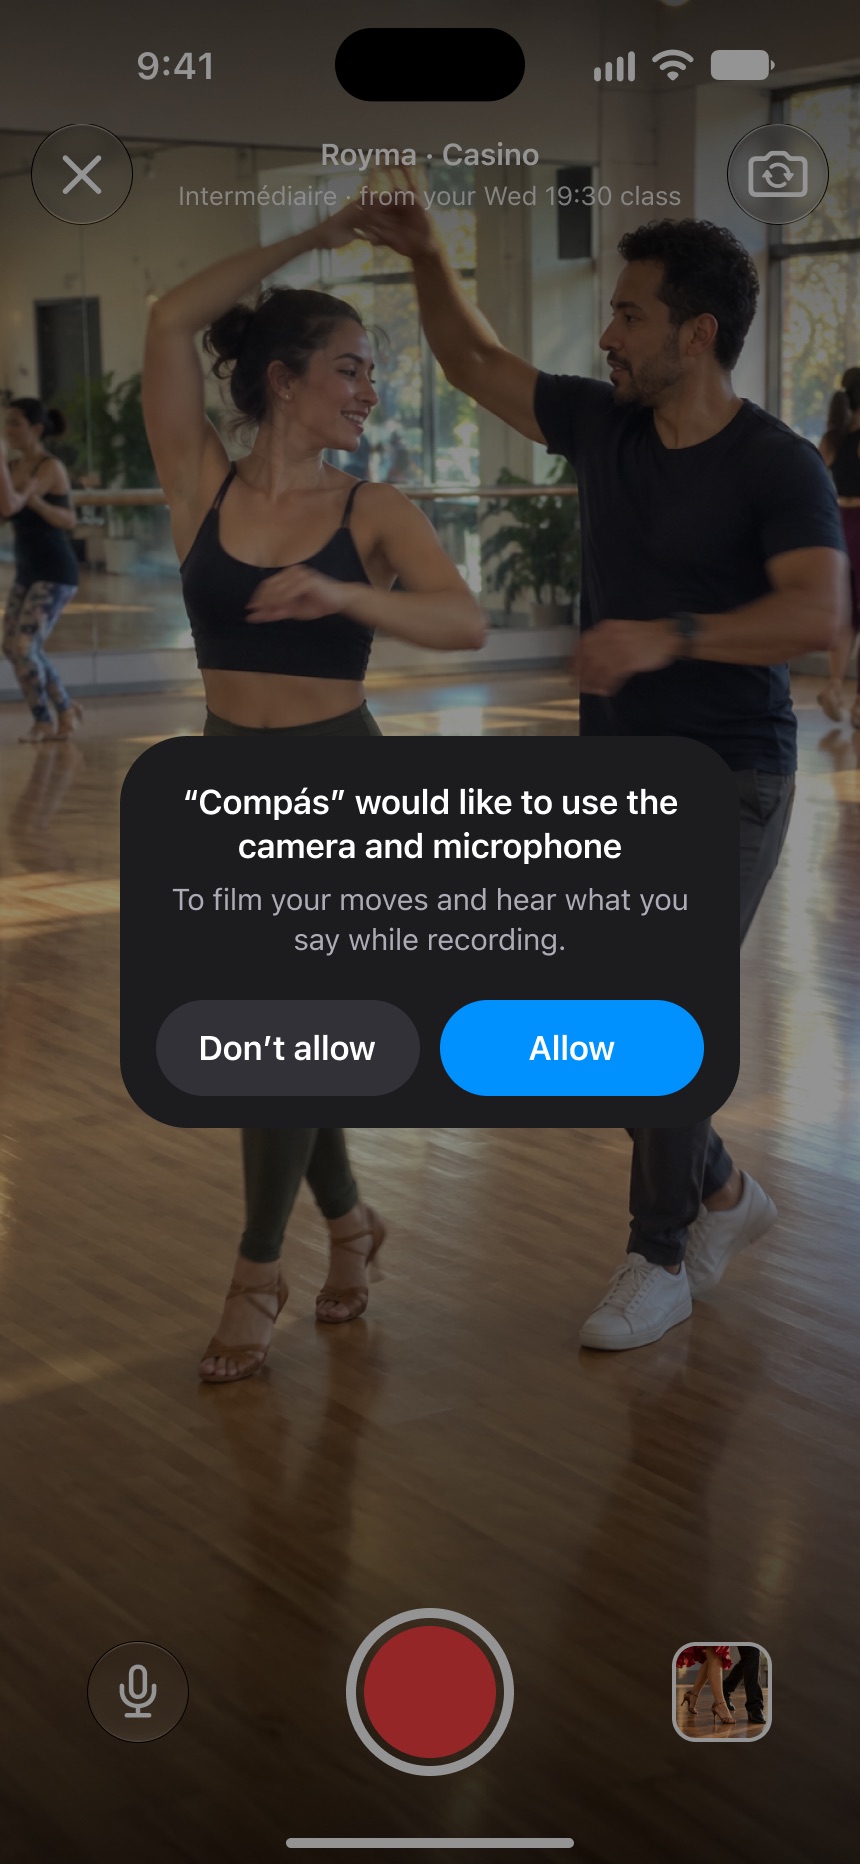 9:41
Royma · Casino
Intermédiaire · from your Wed 19:30 class
“Compás” would like to use the
camera and microphone
To film your moves and hear what you
say while recording.
Don’t allow
Allow